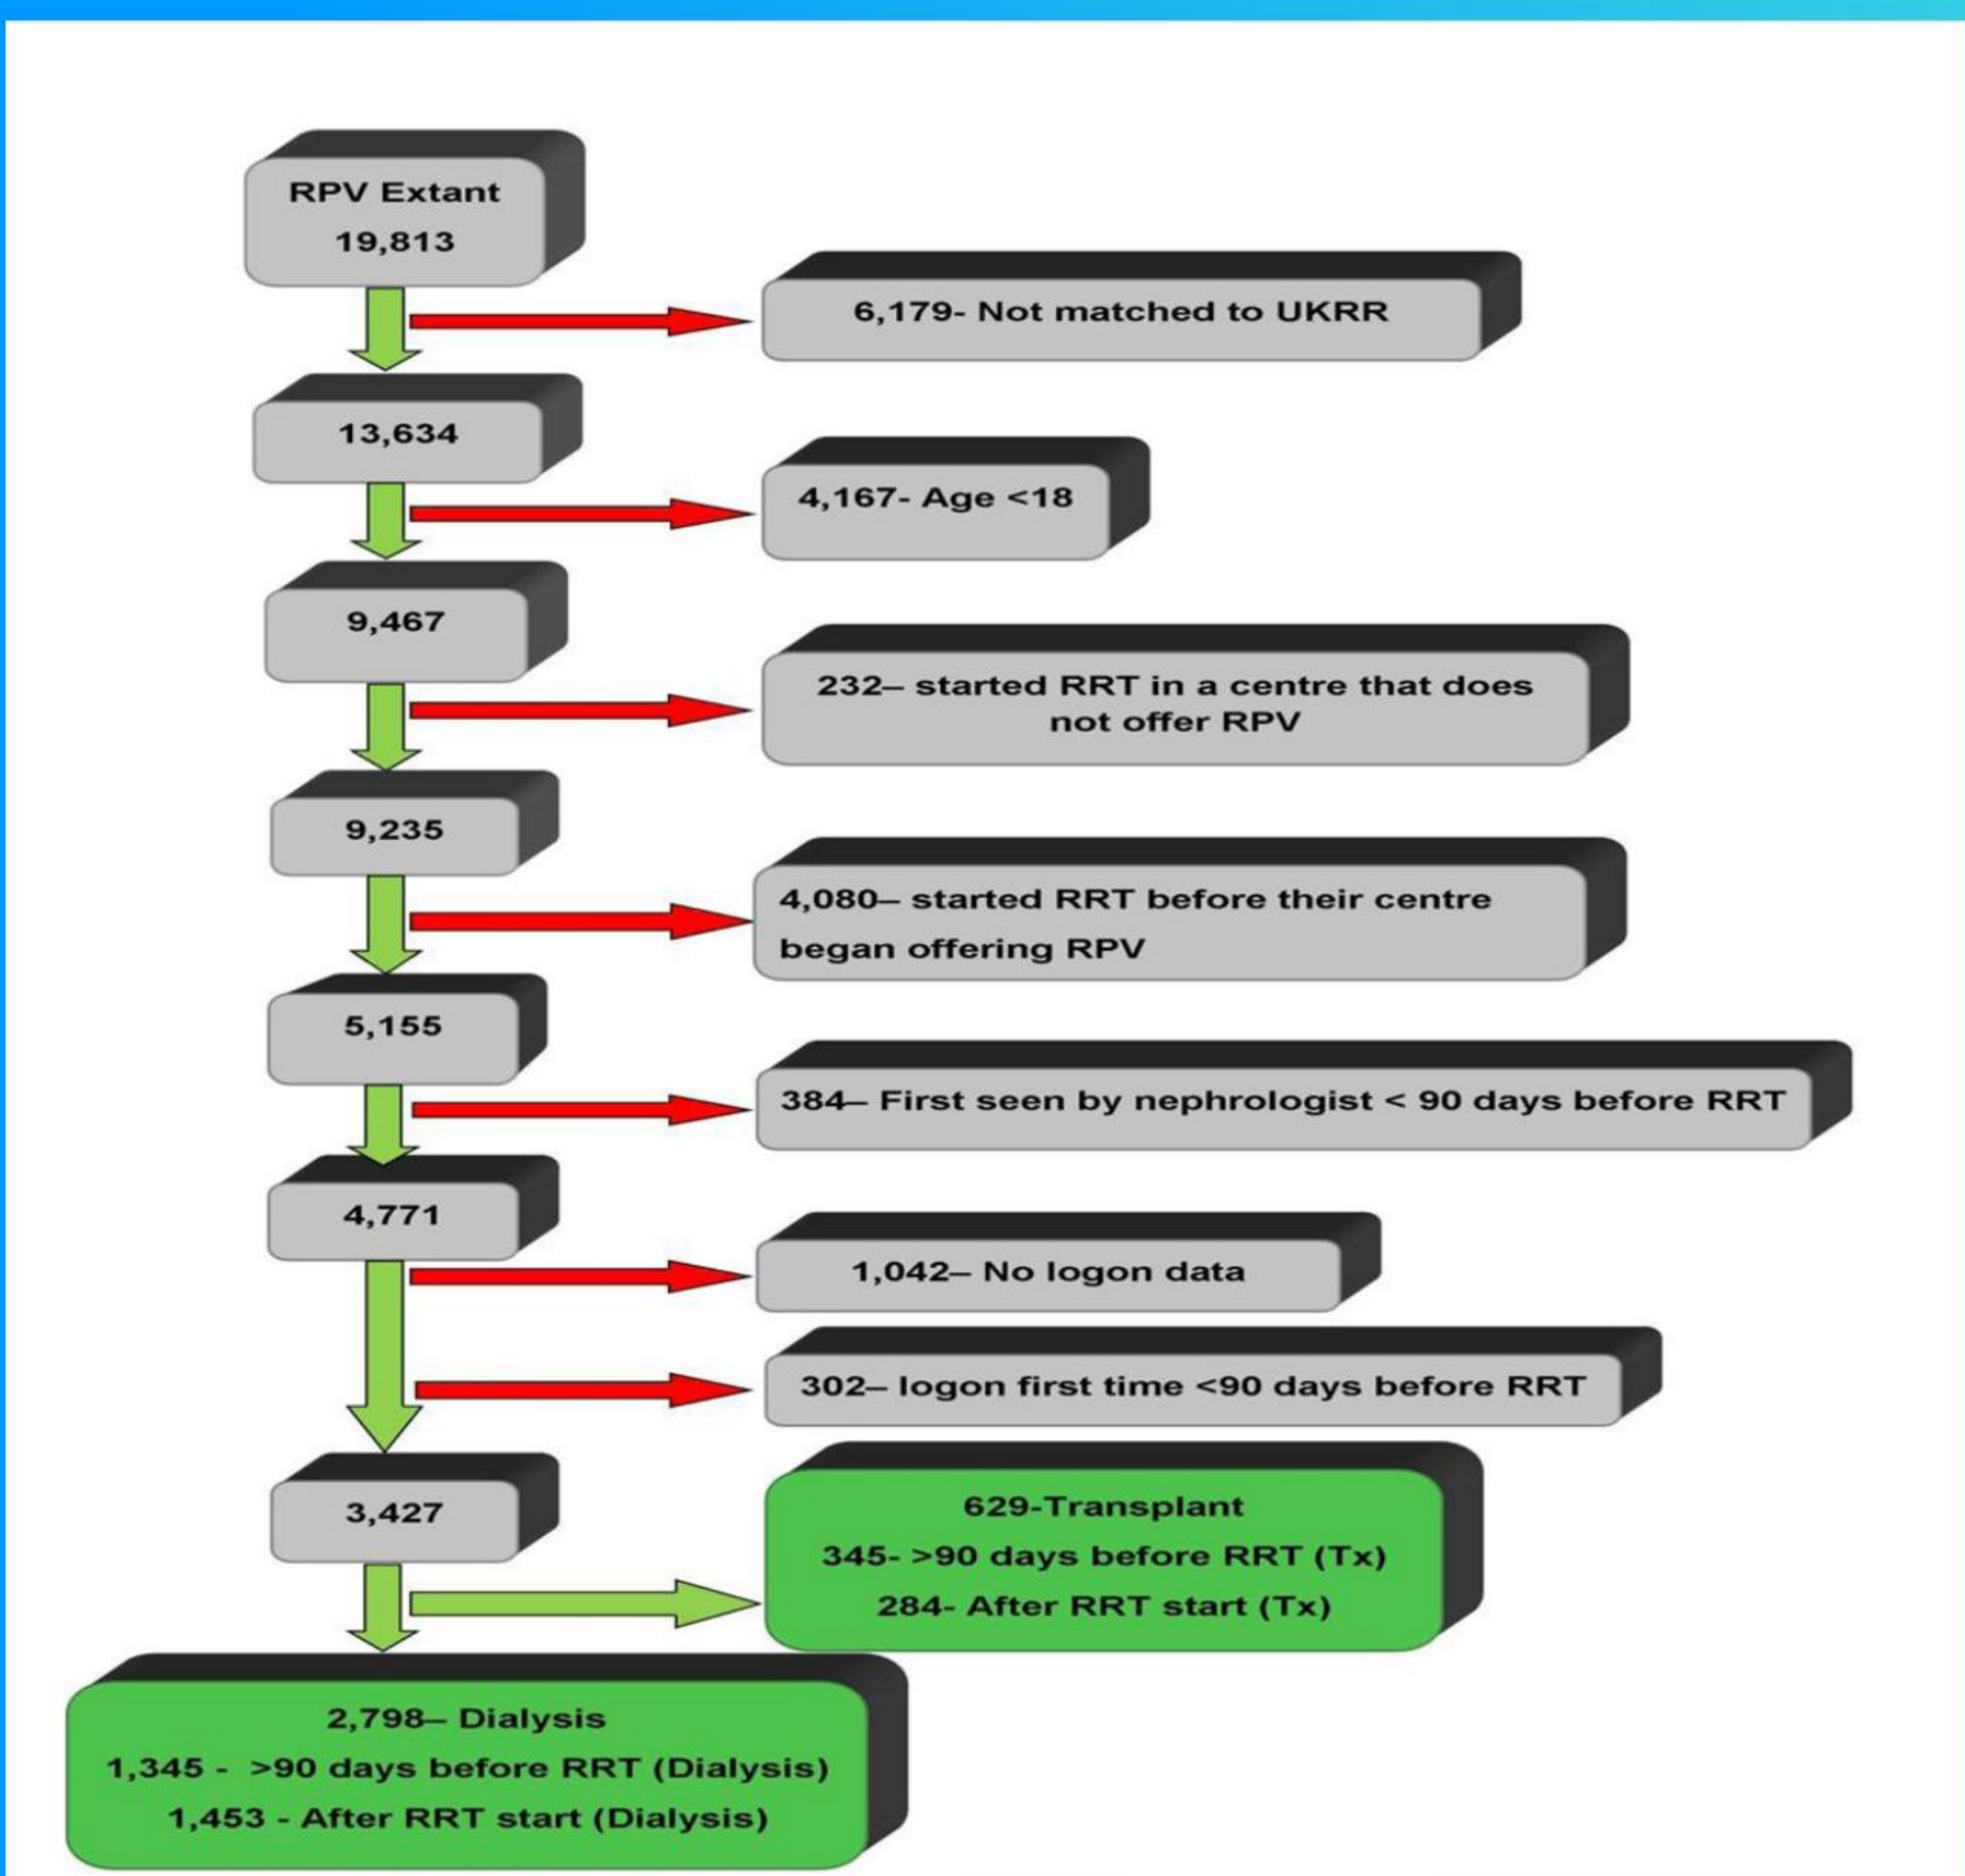 RPV Extant
19,813
6,179- Not matched to UKRR
13,634
4,167- Age <18
9,467
232– started RRT in a centre that does
not offer RPV
9,235
4,080– started RRT before their centre
began offering RPV
5,155
384– First seen by nephrologist < 90 days before RRT
4,771
1,042– No logon data
302– logon first time <90 days before RRT
3,427
629-Transplant
345- >90 days before RRT (Tx)
284- After RRT start (Tx)
2,798– Dialysis
1,345 - >90 days before RRT (Dialysis)
1,453 - After RRT start (Dialysis)